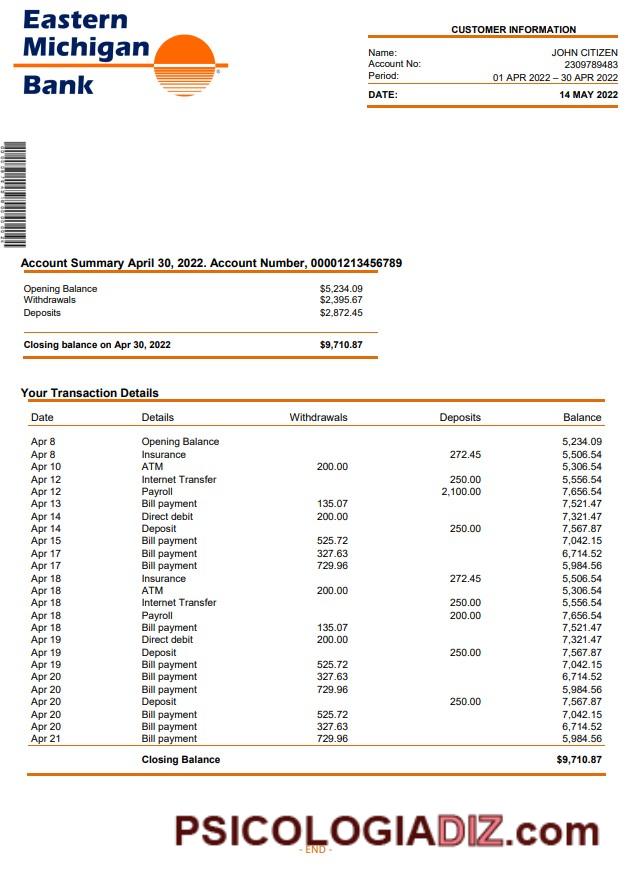 Eastern
Michigan
Bank
CUSTOMER INFORMATION
Name: JOHN CITIZEN
Account No: 2309789483
Period: 01 APR 2022 – 30 APR 2022
DATE: 14 MAY 2022
Account Summary April 30, 2022. Account Number, 00001213456789
Opening Balance $5,234.09
Withdrawals $2,395.67
Deposits $2,872.45
Closing balance on Apr 30, 2022 $9,710.87
Your Transaction Details
Date Details Withdrawals Deposits Balance
Apr 8 Opening Balance 5,234.09
Apr 8 Insurance 272.45 5,506.54
Apr 10 ATM 200.00 5,306.54
Apr 12 Internet Transfer 250.00 5,556.54
Apr 12 Payroll 2,100.00 7,656.54
Apr 13 Bill payment 135.07 7,521.47
Apr 14 Direct debit 200.00 7,321.47
Apr 14 Deposit 250.00 7,567.87
Apr 15 Bill payment 525.72 7,042.15
Apr 17 Bill payment 327.63 6,714.52
Apr 17 Bill payment 729.96 5,984.56
Apr 18 Insurance 272.45 5,506.54
Apr 18 ATM 200.00 5,306.54
Apr 18 Internet Transfer 250.00 5,556.54
Apr 18 Payroll 200.00 7,656.54
Apr 18 Bill payment 135.07 7,521.47
Apr 19 Direct debit 200.00 7,321.47
Apr 19 Deposit 250.00 7,567.87
Apr 19 Bill payment 525.72 7,042.15
Apr 20 Bill payment 327.63 6,714.52
Apr 20 Bill payment 729.96 5,984.56
Apr 20 Deposit 250.00 7,567.87
Apr 20 Bill payment 525.72 7,042.15
Apr 20 Bill payment 327.63 6,714.52
Apr 21 Bill payment 729.96 5,984.56
Closing Balance $9,710.87
PSICOLOGIADIZ.com
- END -